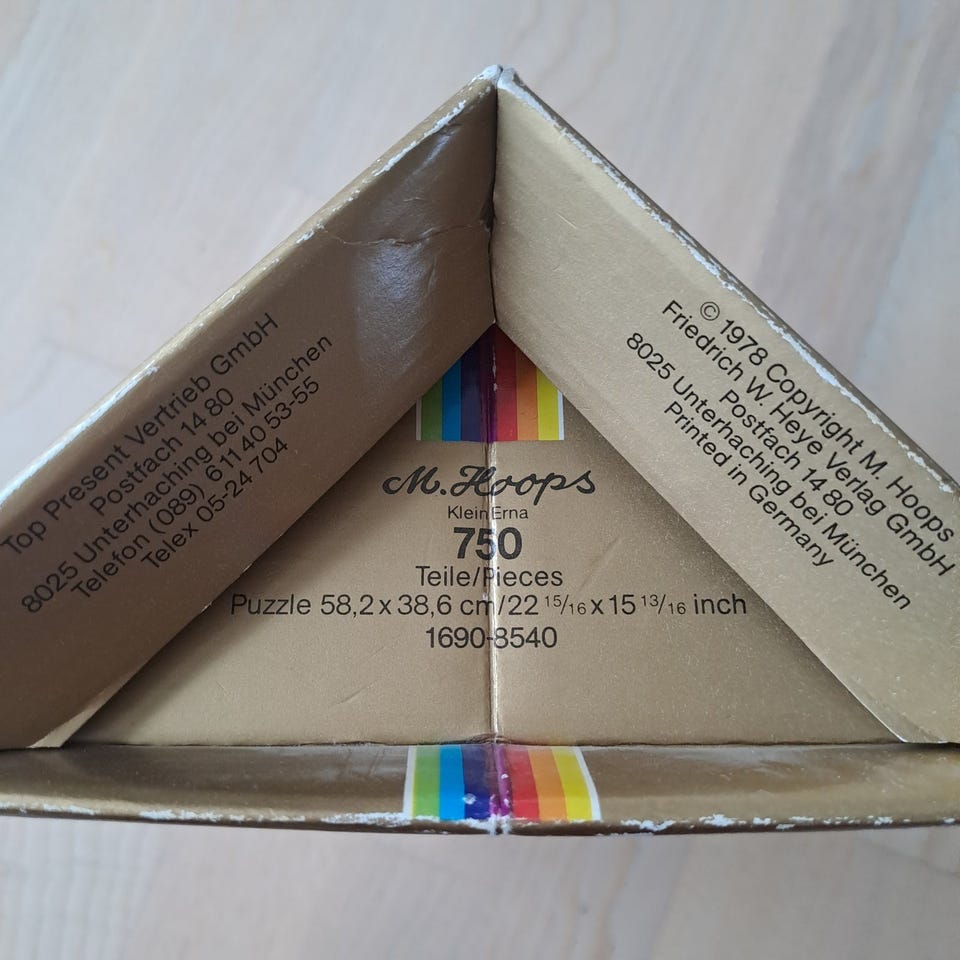 Top Present Vertrieb GmbH
Postfach 14 80
8025 Unterhaching bei München
Telefon (089) 6 11 40 53-55
Telex 05-24 704
M. Hoops
Klein Erna
750
Teile/Pieces
Puzzle 58,2 x 38,6 cm/22 15/16 x 15 13/16 inch
1690-8540
© 1978 Copyright M. Hoops
Friedrich W. Heye Verlag GmbH
Postfach 14 80
8025 Unterhaching bei München
Printed in Germany